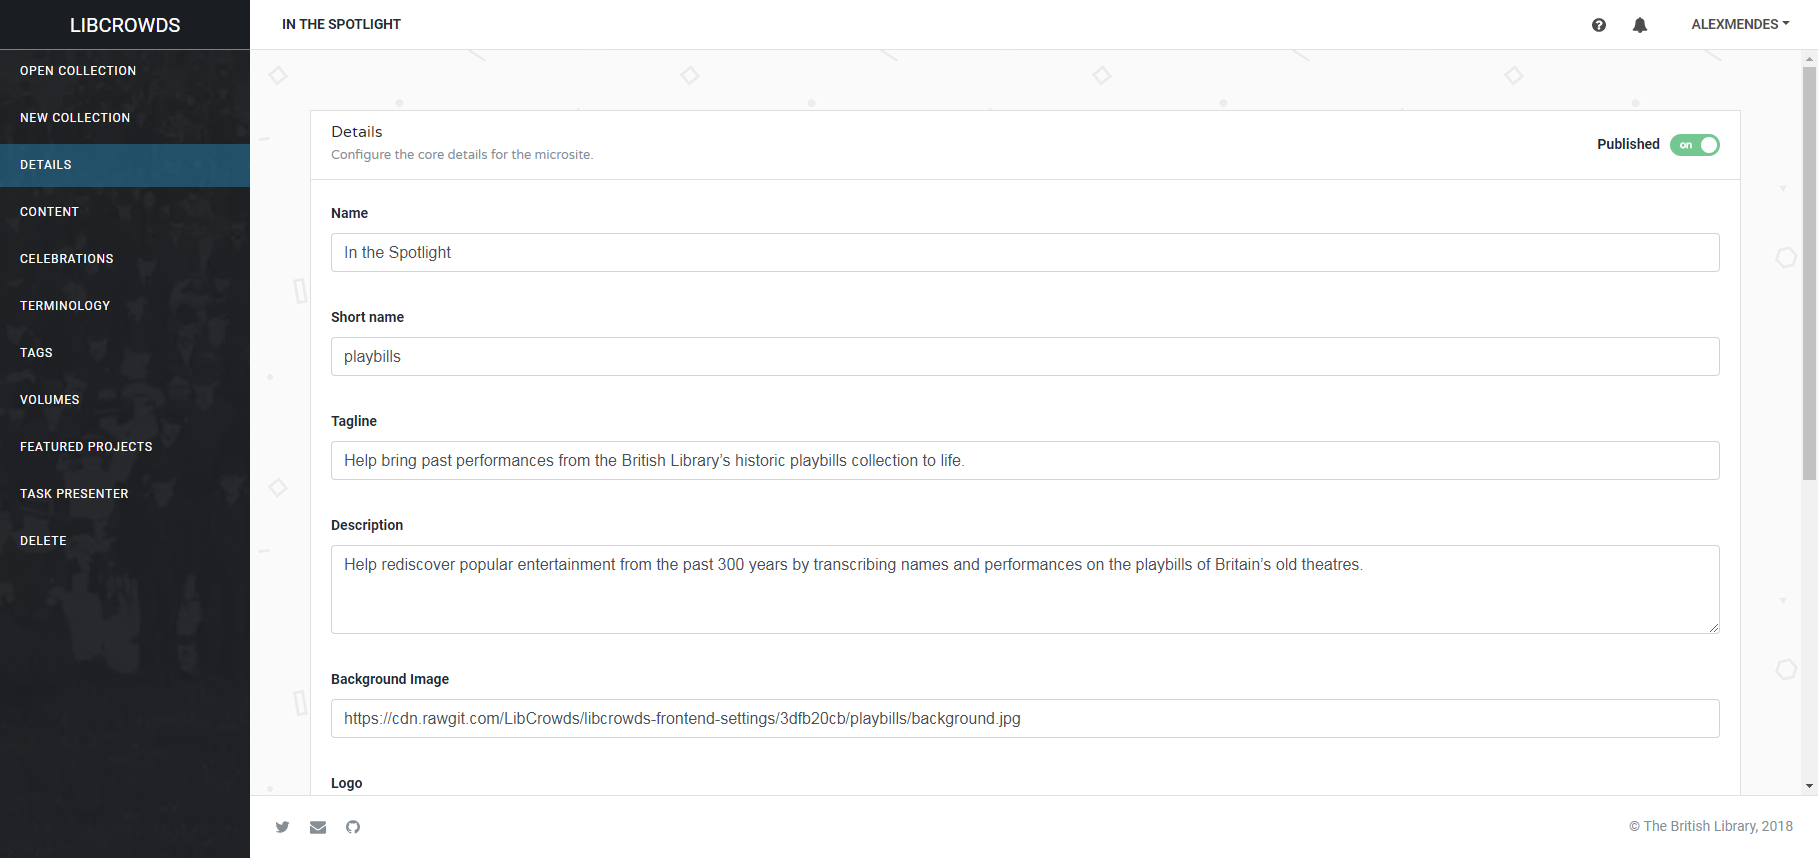 LIBCROWDS
IN THE SPOTLIGHT
ALEXMENDES
OPEN COLLECTION
NEW COLLECTION
DETAILS
CONTENT
CELEBRATIONS
TERMINOLOGY
TAGS
VOLUMES
FEATURED PROJECTS
TASK PRESENTER
DELETE
Details
Configure the core details for the microsite.
Published
on
Name
In the Spotlight
Short name
playbills
Tagline
Help bring past performances from the British Library’s historic playbills collection to life.
Description
Help rediscover popular entertainment from the past 300 years by transcribing names and performances on the playbills of Britain’s old theatres.
Background Image
https://cdn.rawgit.com/LibCrowds/libcrowds-frontend-settings/3dfb20cb/playbills/background.jpg
Logo
© The British Library, 2018